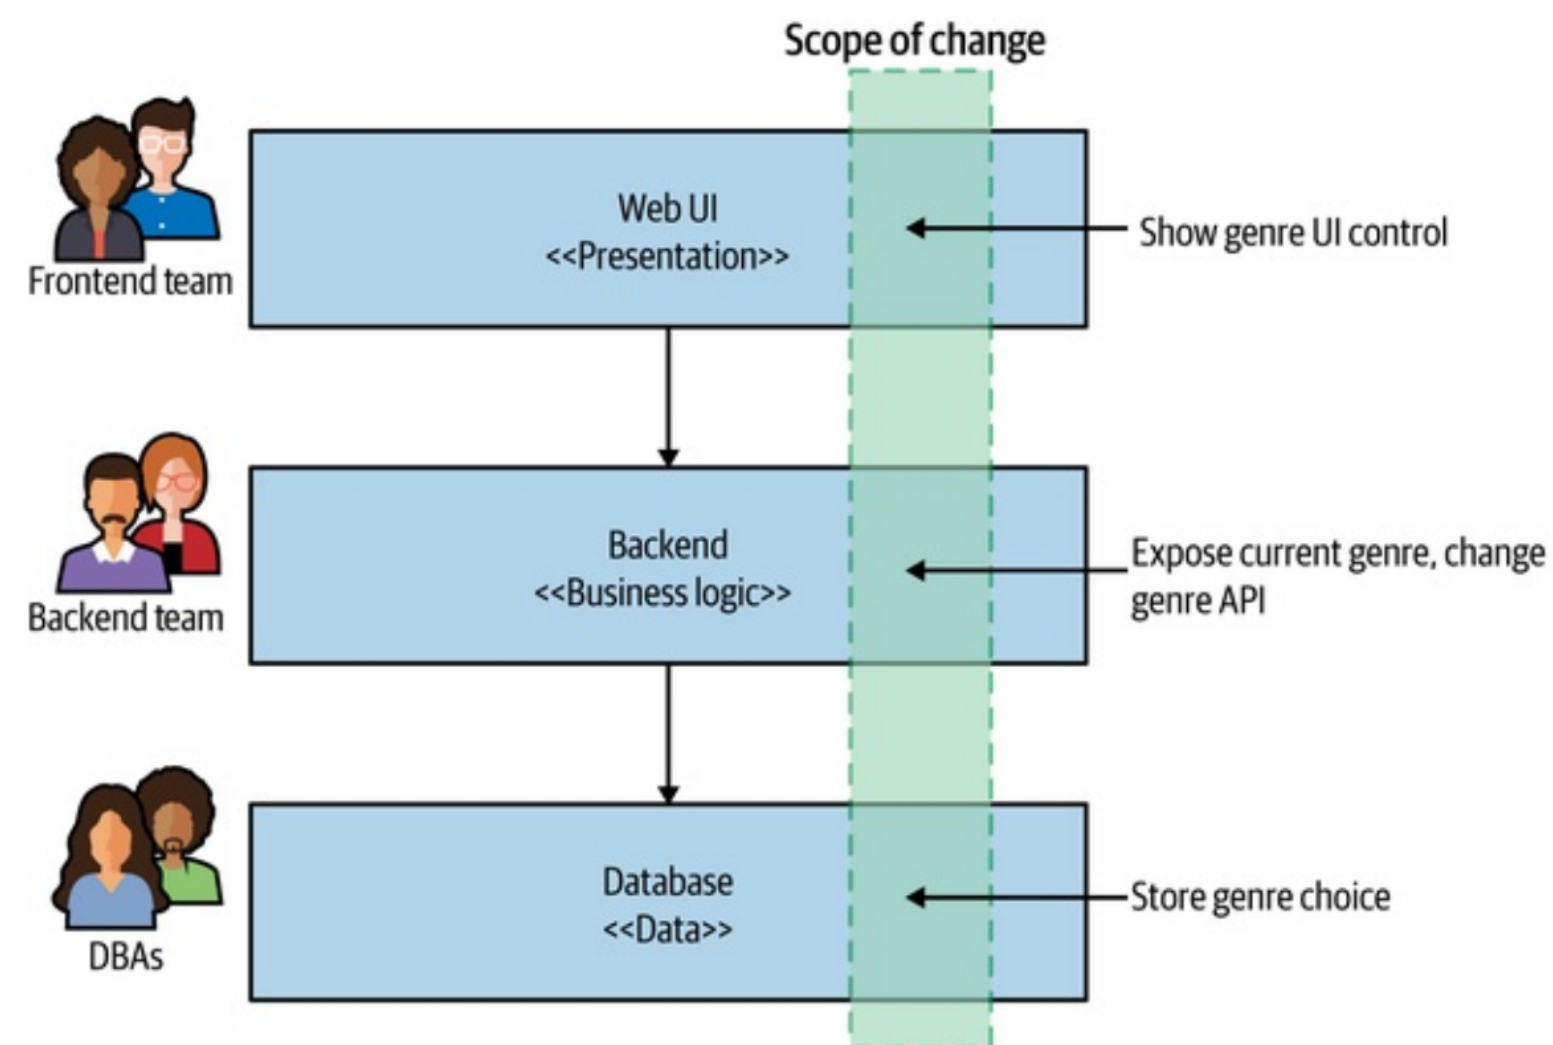 Scope of change
Web UI
<<Presentation>>
Show genre UI control
Frontend team
Backend
<<Business logic>>
Expose current genre, change
genre API
Backend team
Database
<<Data>>
Store genre choice
DBAs